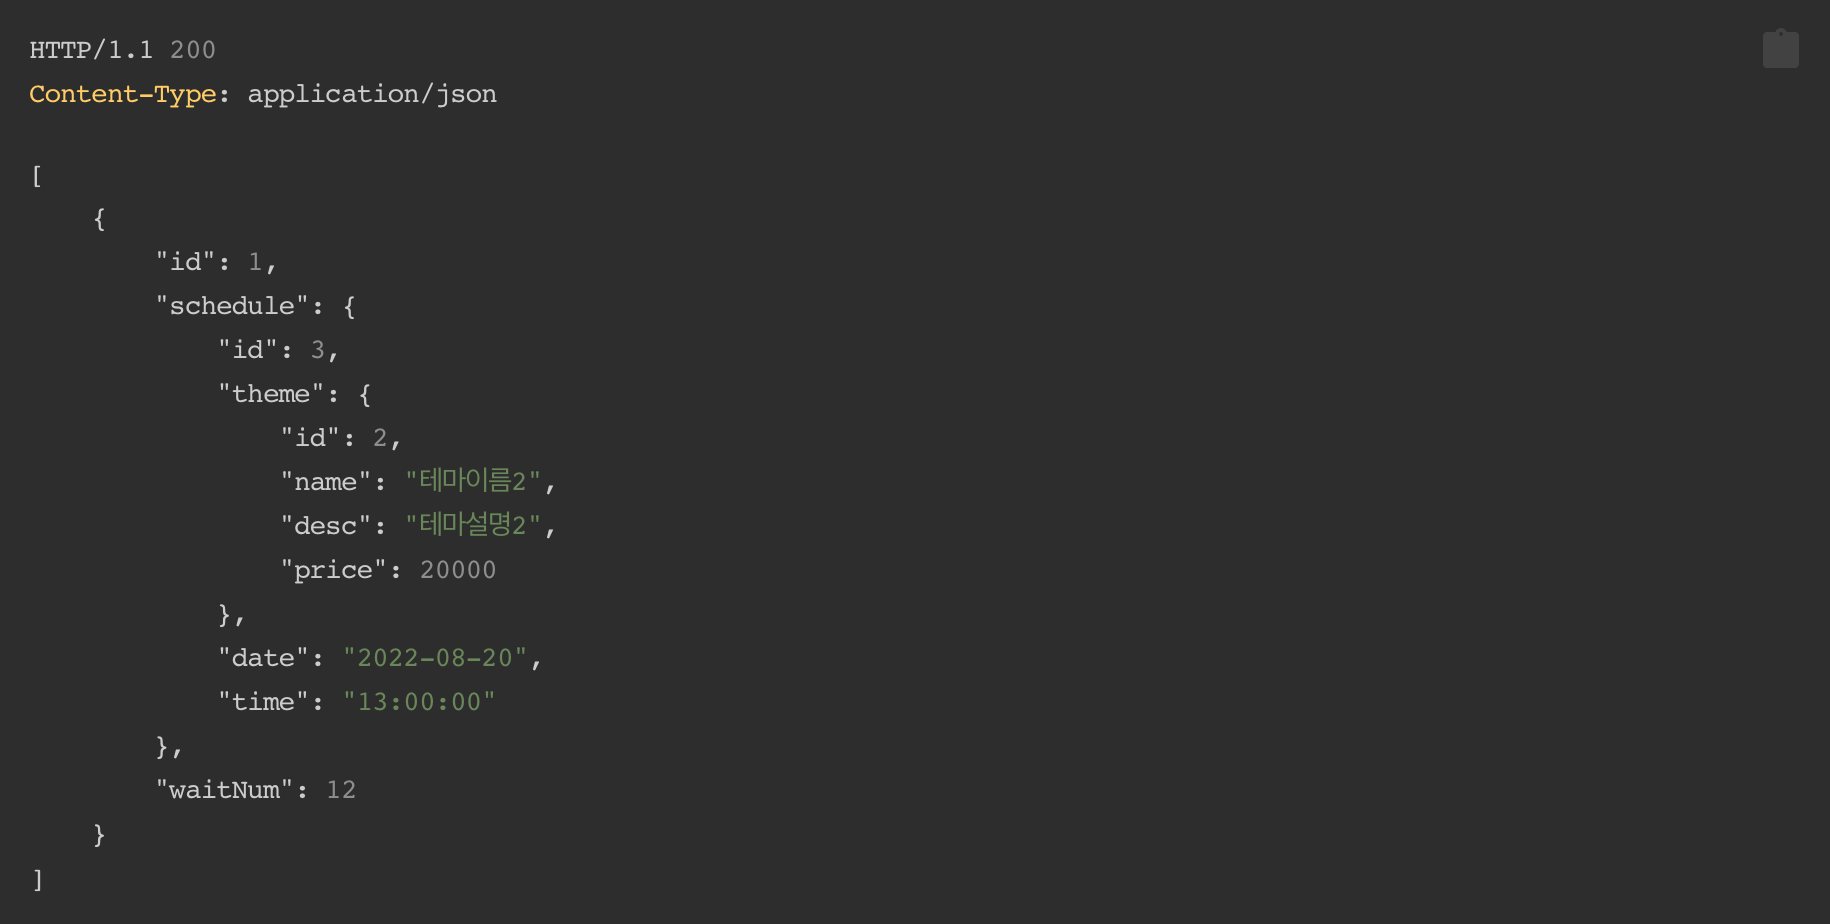 HTTP/1.1 200
Content-Type: application/json

[
    {
        "id": 1,
        "schedule": {
            "id": 3,
            "theme": {
                "id": 2,
                "name": "테마이름2",
                "desc": "테마설명2",
                "price": 20000
            },
            "date": "2022-08-20",
            "time": "13:00:00"
        },
        "waitNum": 12
    }
]